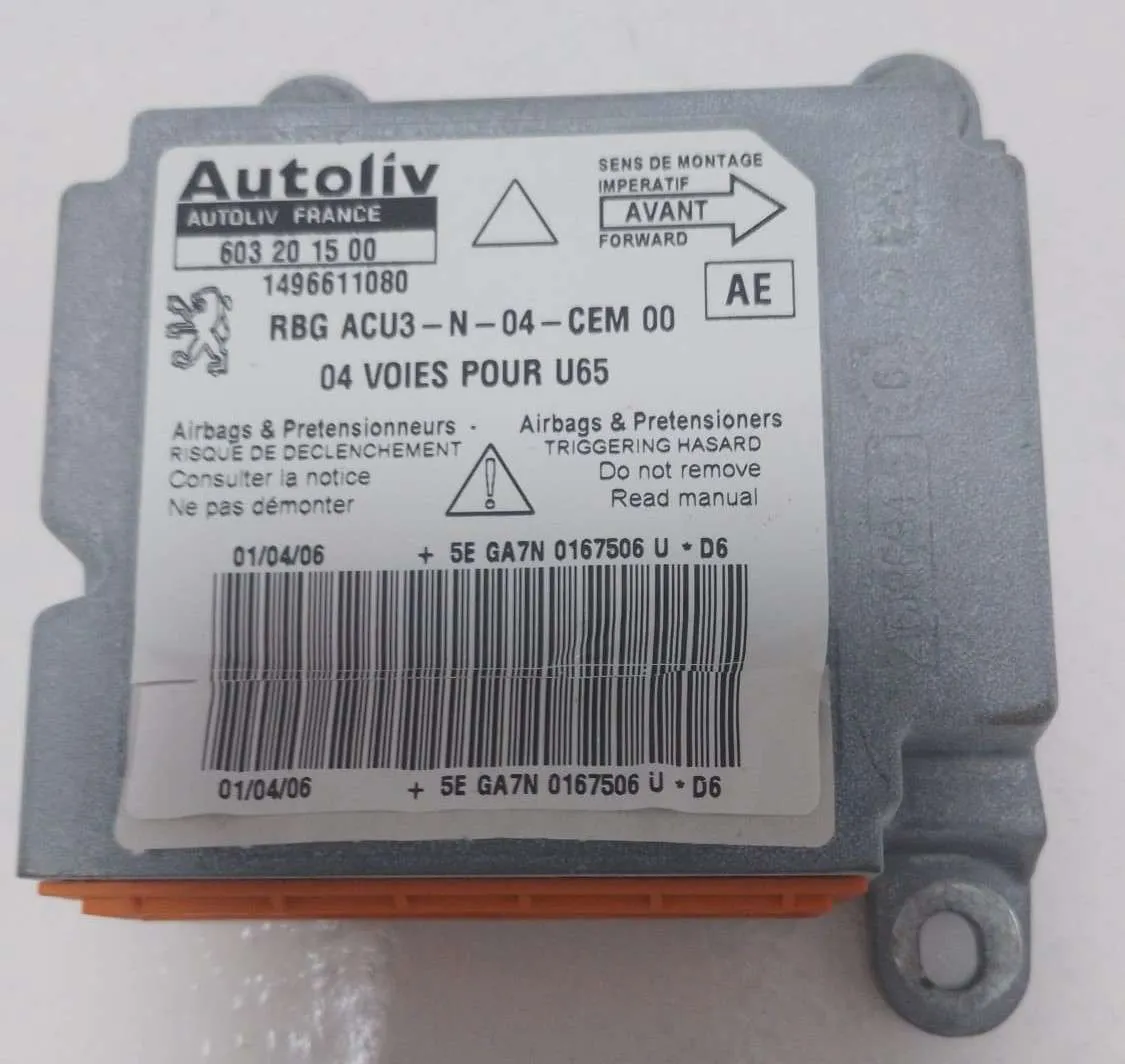 Autoliv
AUTOLIV FRANCE
603 20 15 00
1496611080
SENS DE MONTAGE
IMPERATIF
AVANT
FORWARD
AE
RBG ACU3-N-04-CEM 00
04 VOIES POUR U65
Airbags & Pretensionneurs -
RISQUE DE DECLENCHEMENT
Consulter la notice
Ne pas démonter
Airbags & Pretensioners
TRIGGERING HASARD
Do not remove
Read manual
01/04/06 + 5E GA7N 0167506 U * D6
01/04/06 + 5E GA7N 0167506 U * D6